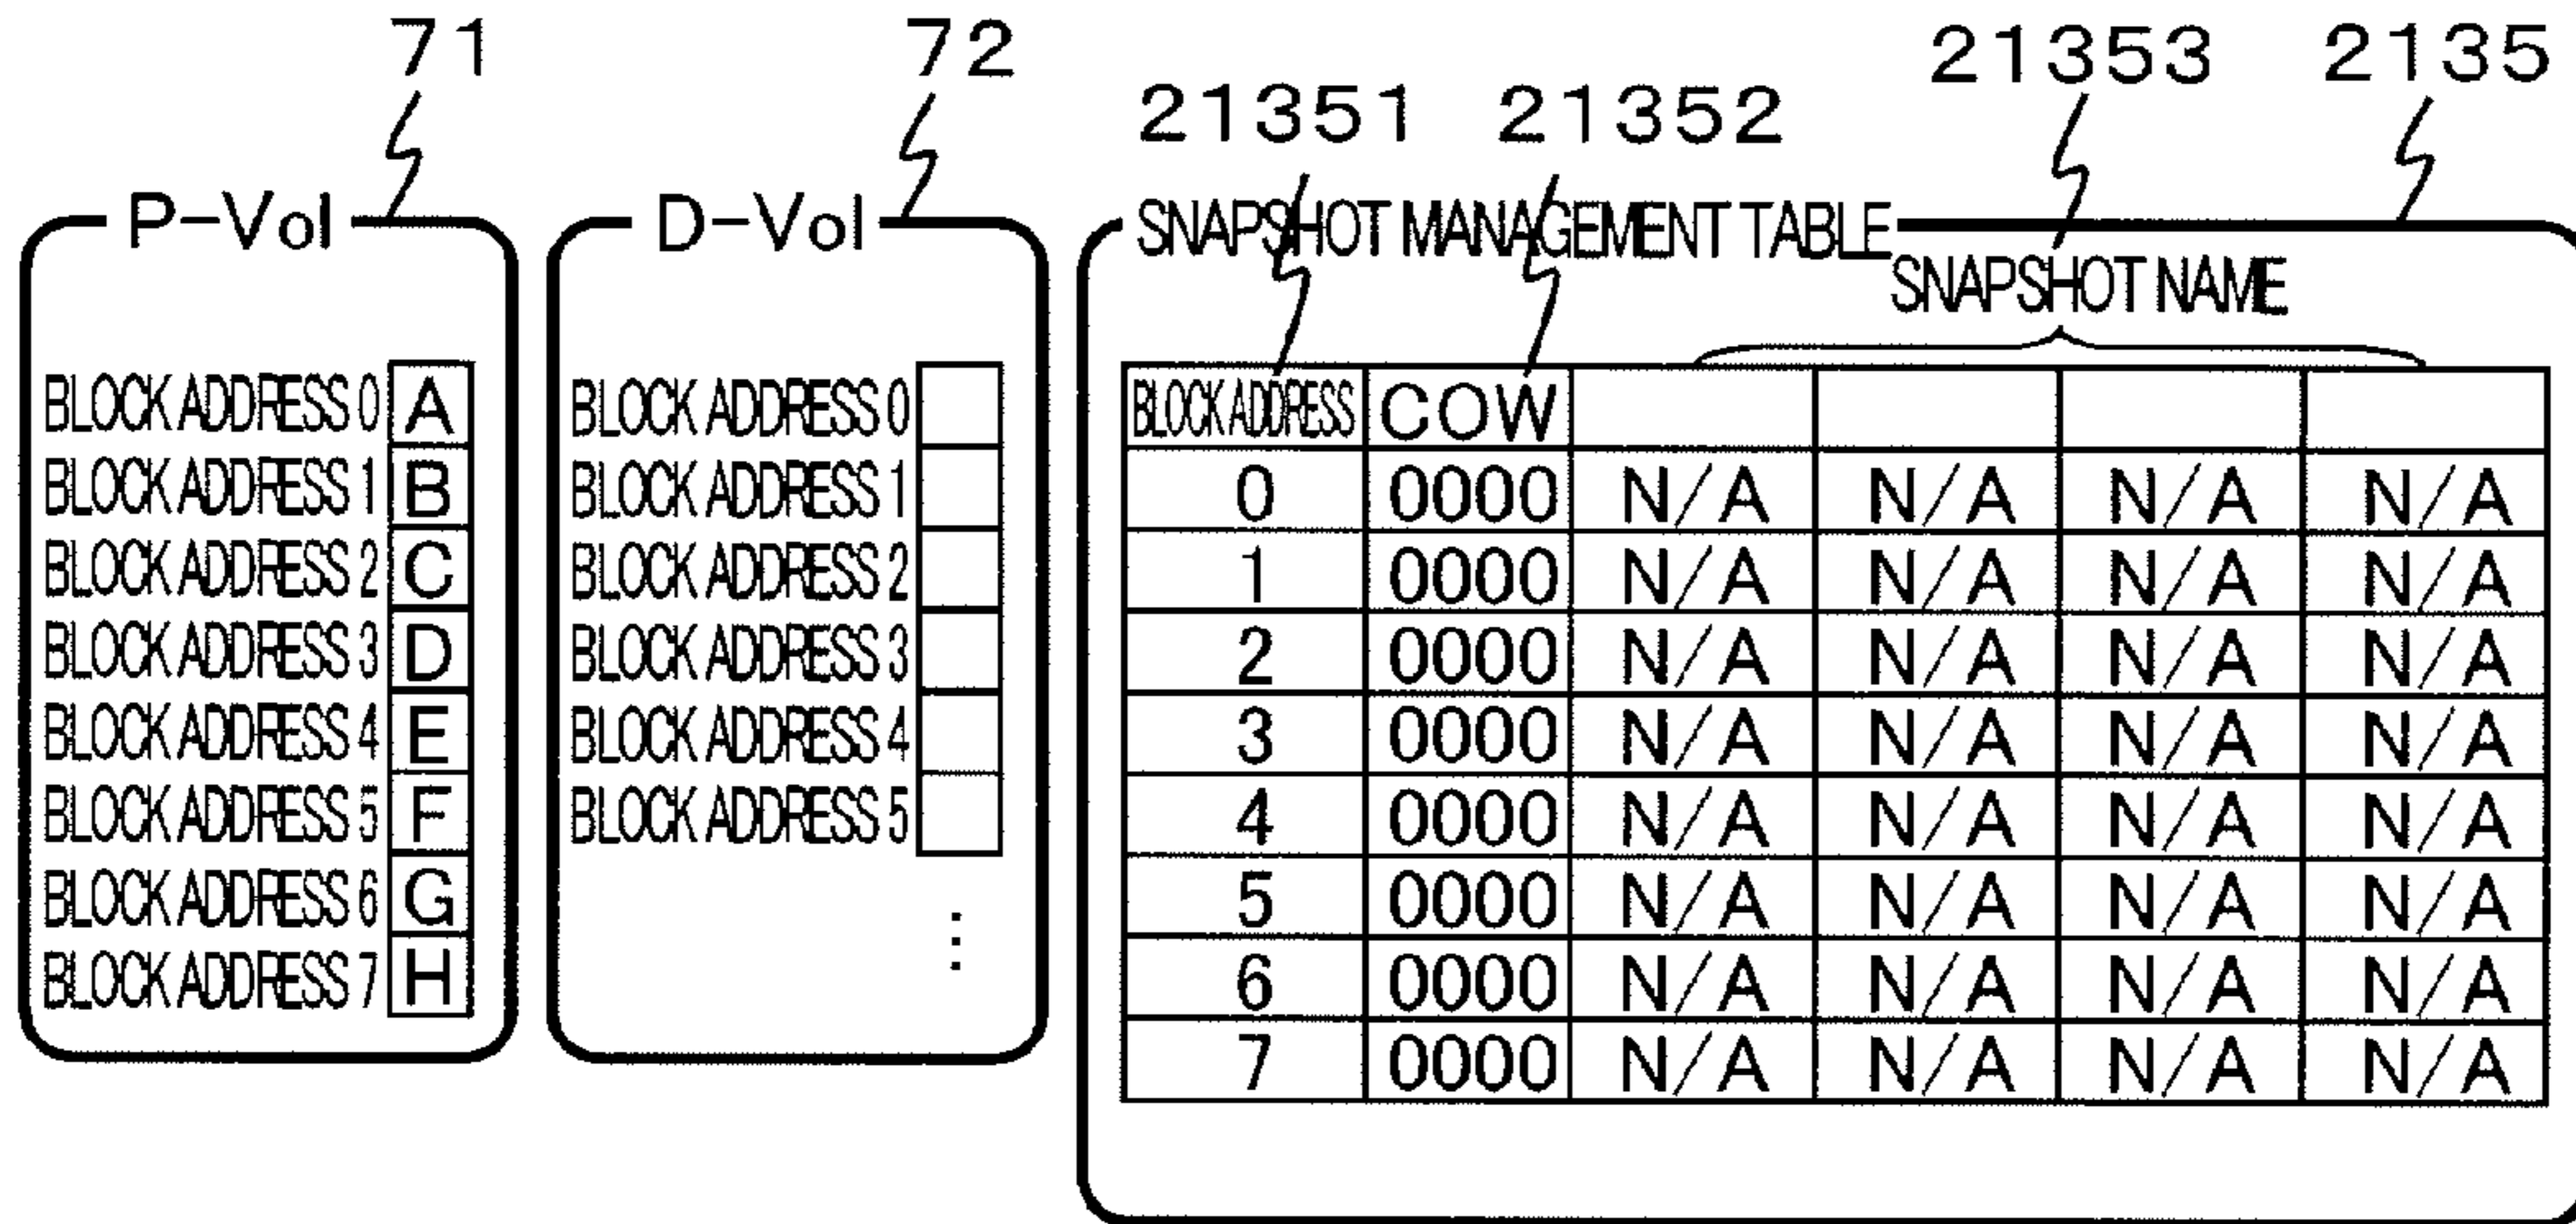 71
72
21351
21352
21353
2135
P-Vol
BLOCK ADDRESS 0 A
BLOCK ADDRESS 1 B
BLOCK ADDRESS 2 C
BLOCK ADDRESS 3 D
BLOCK ADDRESS 4 E
BLOCK ADDRESS 5 F
BLOCK ADDRESS 6 G
BLOCK ADDRESS 7 H
D-Vol
BLOCK ADDRESS 0
BLOCK ADDRESS 1
BLOCK ADDRESS 2
BLOCK ADDRESS 3
BLOCK ADDRESS 4
BLOCK ADDRESS 5
⋮
SNAPSHOT MANAGEMENT TABLE
SNAPSHOT NAME
BLOCK ADDRESS COW
0 0000 N/A N/A N/A N/A
1 0000 N/A N/A N/A N/A
2 0000 N/A N/A N/A N/A
3 0000 N/A N/A N/A N/A
4 0000 N/A N/A N/A N/A
5 0000 N/A N/A N/A N/A
6 0000 N/A N/A N/A N/A
7 0000 N/A N/A N/A N/A